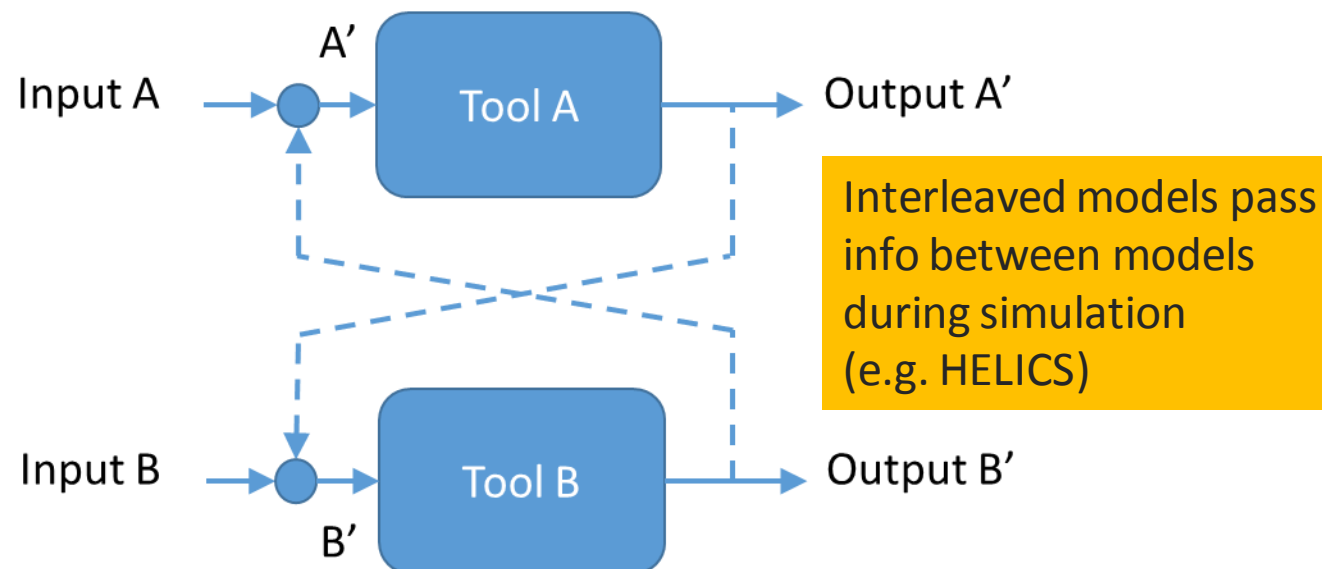 A’
Input A
Tool A
Output A’
Interleaved models pass
info between models
during simulation
(e.g. HELICS)
Input B
Tool B
Output B’
B’